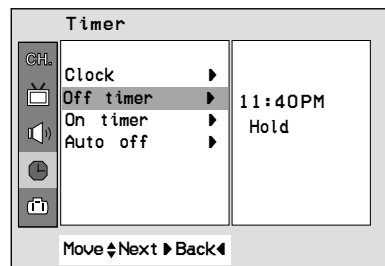 Timer
CH.
Clock
Off timer
On timer
Auto off
11:40PM
Hold
Move Next Back